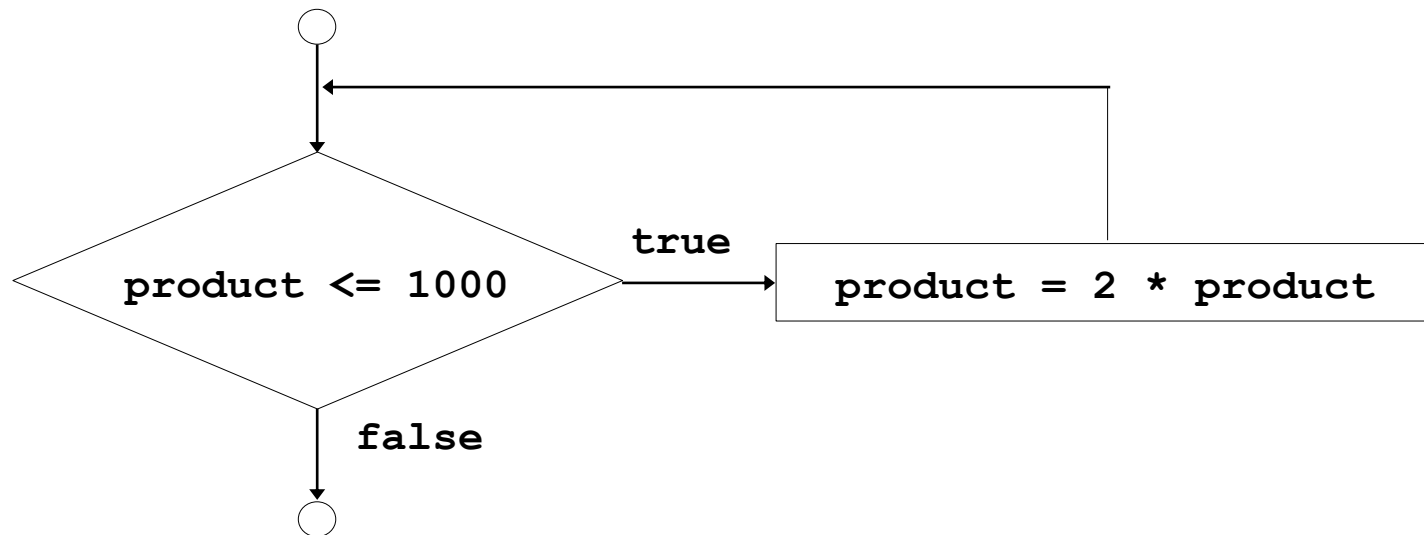 true
product <= 1000
product = 2 * product
false